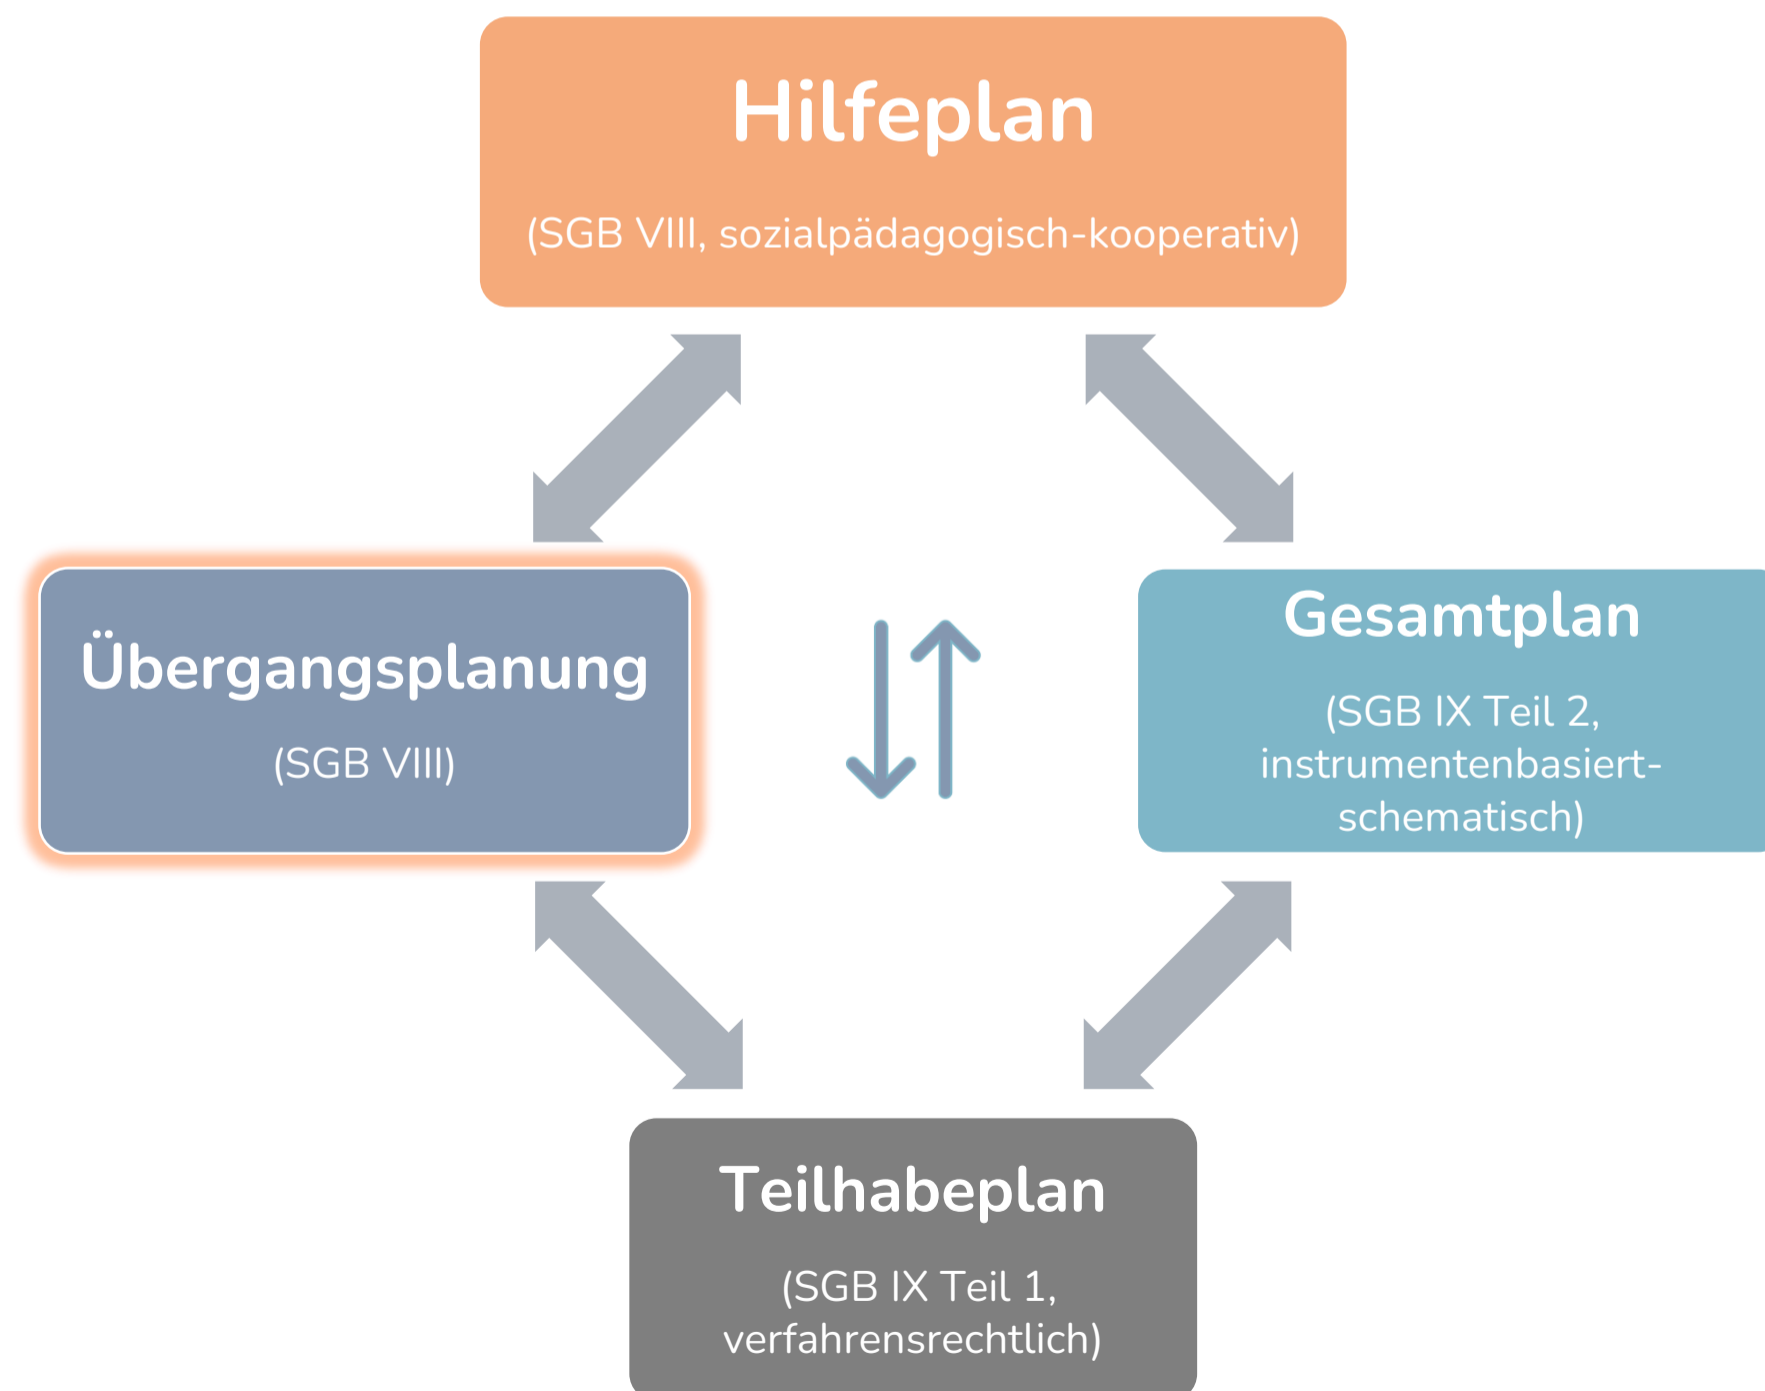 Hilfeplan
(SGB VIII, sozialpädagogisch-kooperativ)
Übergangsplanung
(SGB VIII)
Gesamtplan
(SGB IX Teil 2,
instrumentenbasiert-
schematisch)
Teilhabeplan
(SGB IX Teil 1,
verfahrensrechtlich)